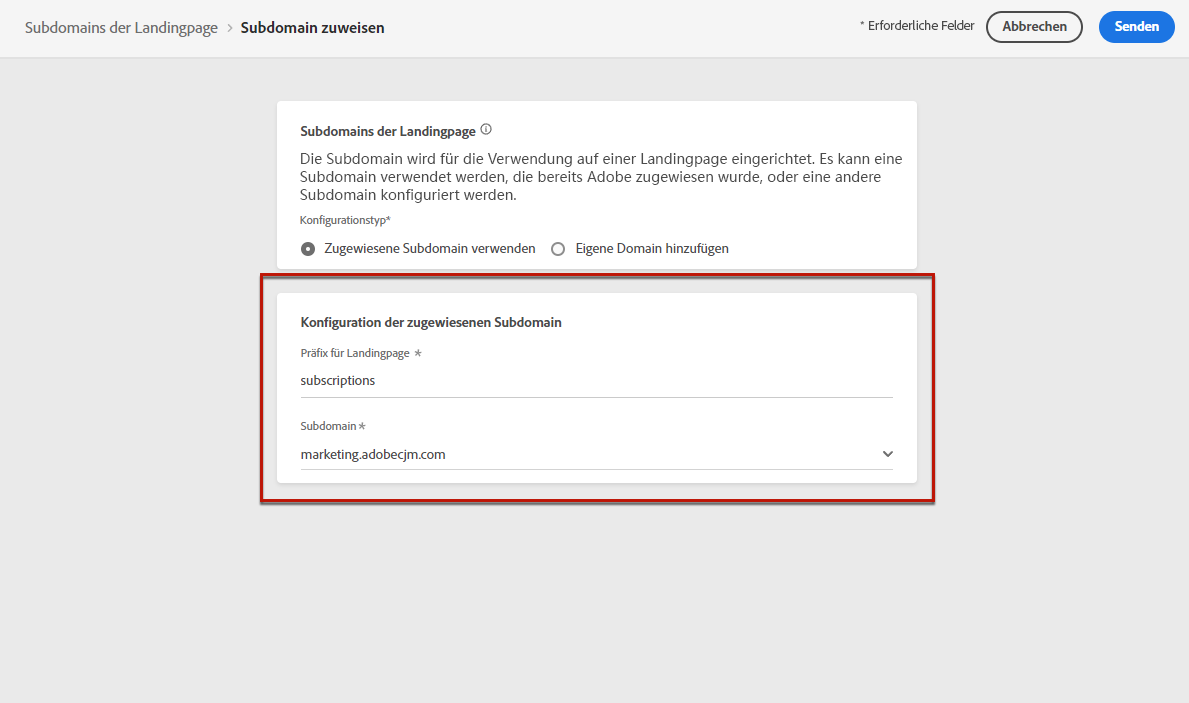 Subdomains der Landingpage > Subdomain zuweisen
* Erforderliche Felder
Abbrechen
Senden
Subdomains der Landingpage
Die Subdomain wird für die Verwendung auf einer Landingpage eingerichtet. Es kann eine
Subdomain verwendet werden, die bereits Adobe zugewiesen wurde, oder eine andere
Subdomain konfiguriert werden.
Konfigurationstyp*
Zugewiesene Subdomain verwenden
Eigene Domain hinzufügen
Konfiguration der zugewiesenen Subdomain
Präfix für Landingpage *
subscriptions
Subdomain *
marketing.adobecjm.com